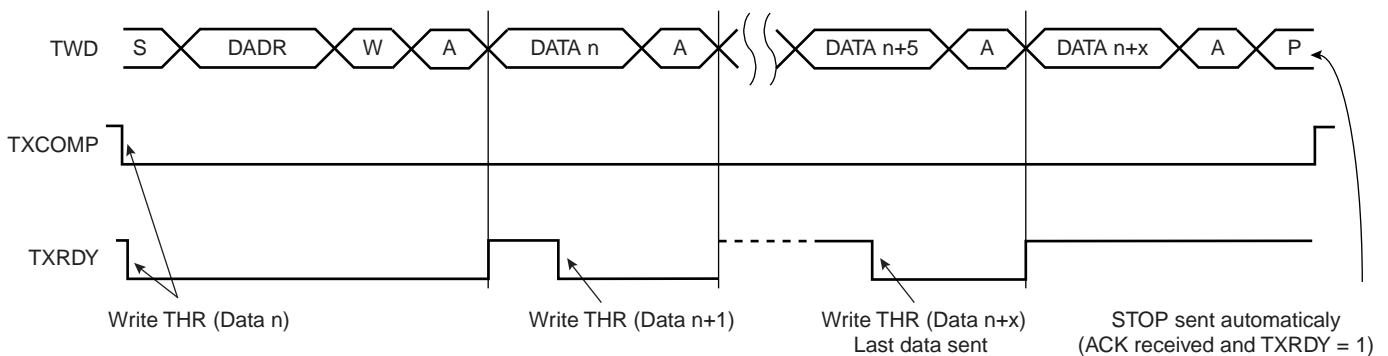 TWD S DADR W A DATA n A DATA n+5 A DATA n+x A P
TXCOMP
TXRDY
Write THR (Data n)
Write THR (Data n+1)
Write THR (Data n+x)
Last data sent
STOP sent automaticaly
(ACK received and TXRDY = 1)